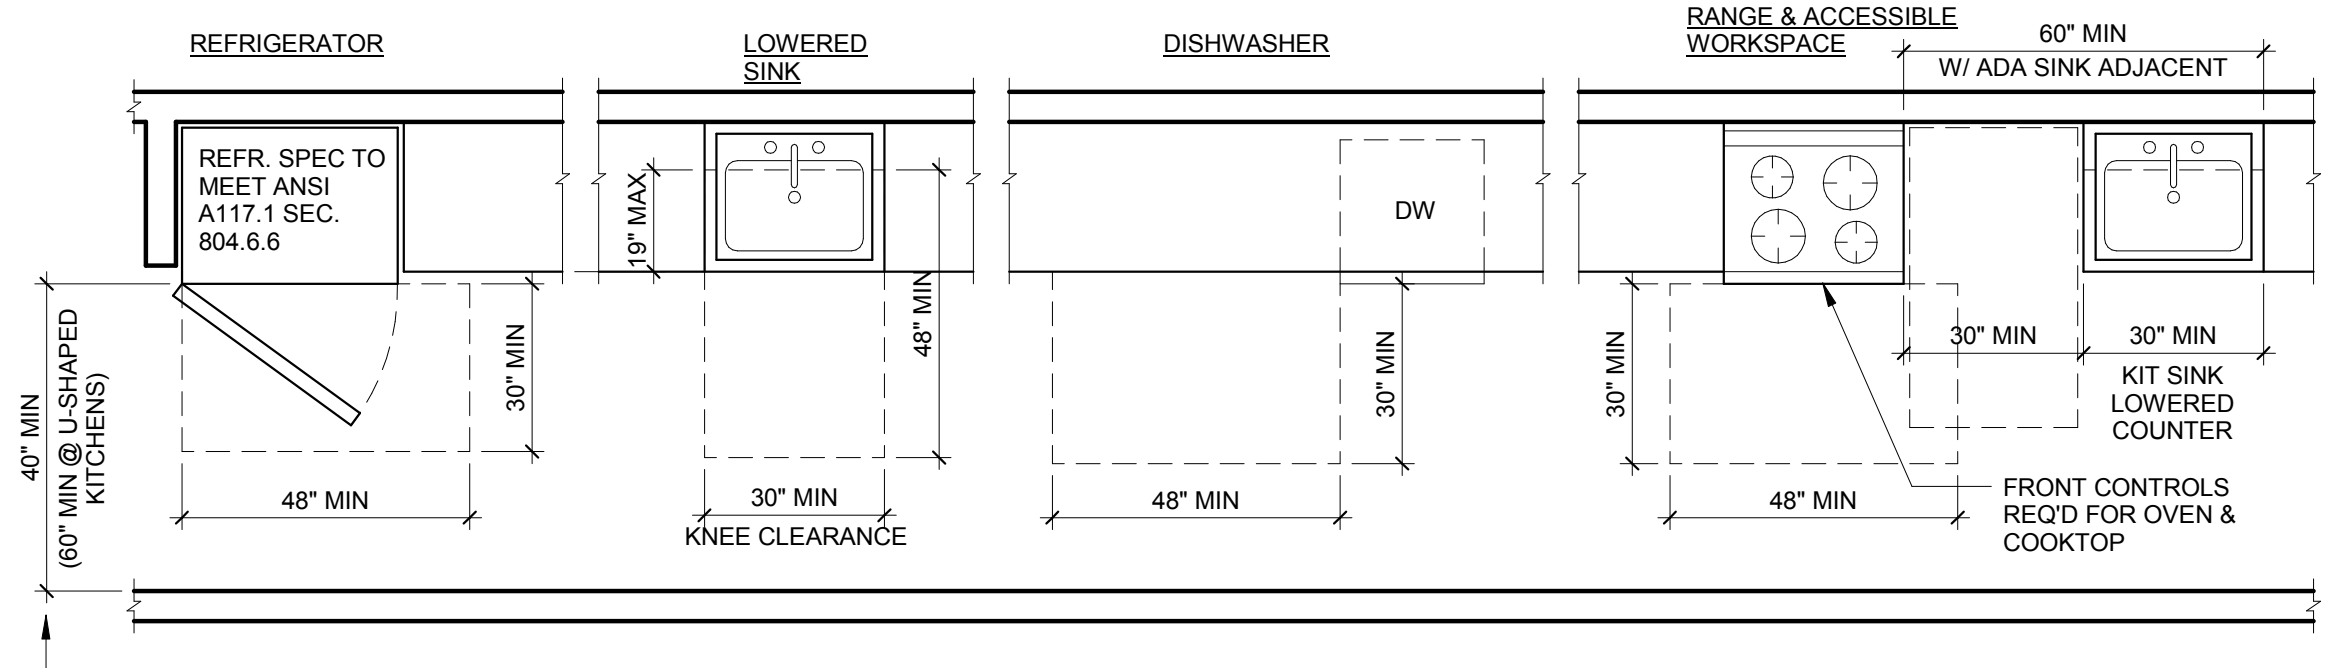 REFRIGERATOR
REFR. SPEC TO
MEET ANSI
A117.1 SEC.
804.6.6
40" MIN
(60" MIN @ U-SHAPED
KITCHENS)
30" MIN
48" MIN
LOWERED
SINK
19" MAX
48" MIN
30" MIN
KNEE CLEARANCE
DISHWASHER
DW
30" MIN
48" MIN
RANGE & ACCESSIBLE
WORKSPACE
60" MIN
W/ ADA SINK ADJACENT
30" MIN
30" MIN
30" MIN
KIT SINK
LOWERED
COUNTER
48" MIN
FRONT CONTROLS
REQ'D FOR OVEN &
COOKTOP